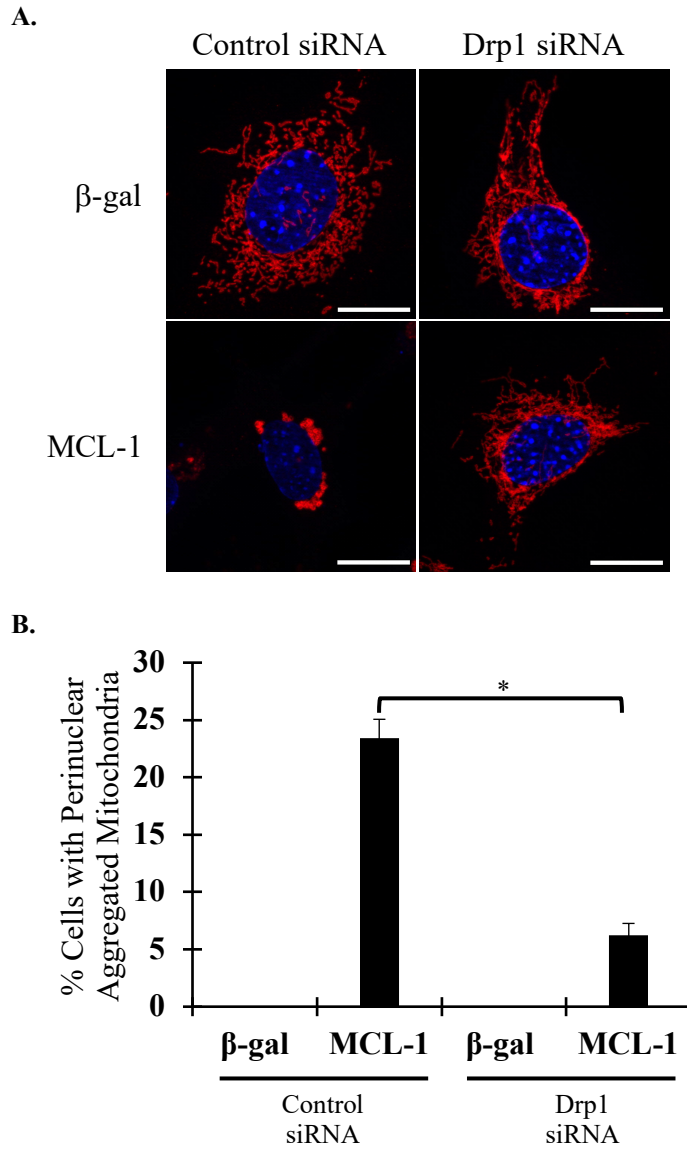 A.
Control siRNA
Drp1 siRNA
β-gal
MCL-1
B.
% Cells with Perinuclear
Aggregated Mitochondria
30
25
20
15
10
5
0
*
β-gal
MCL-1
β-gal
MCL-1
Control
siRNA
Drp1
siRNA